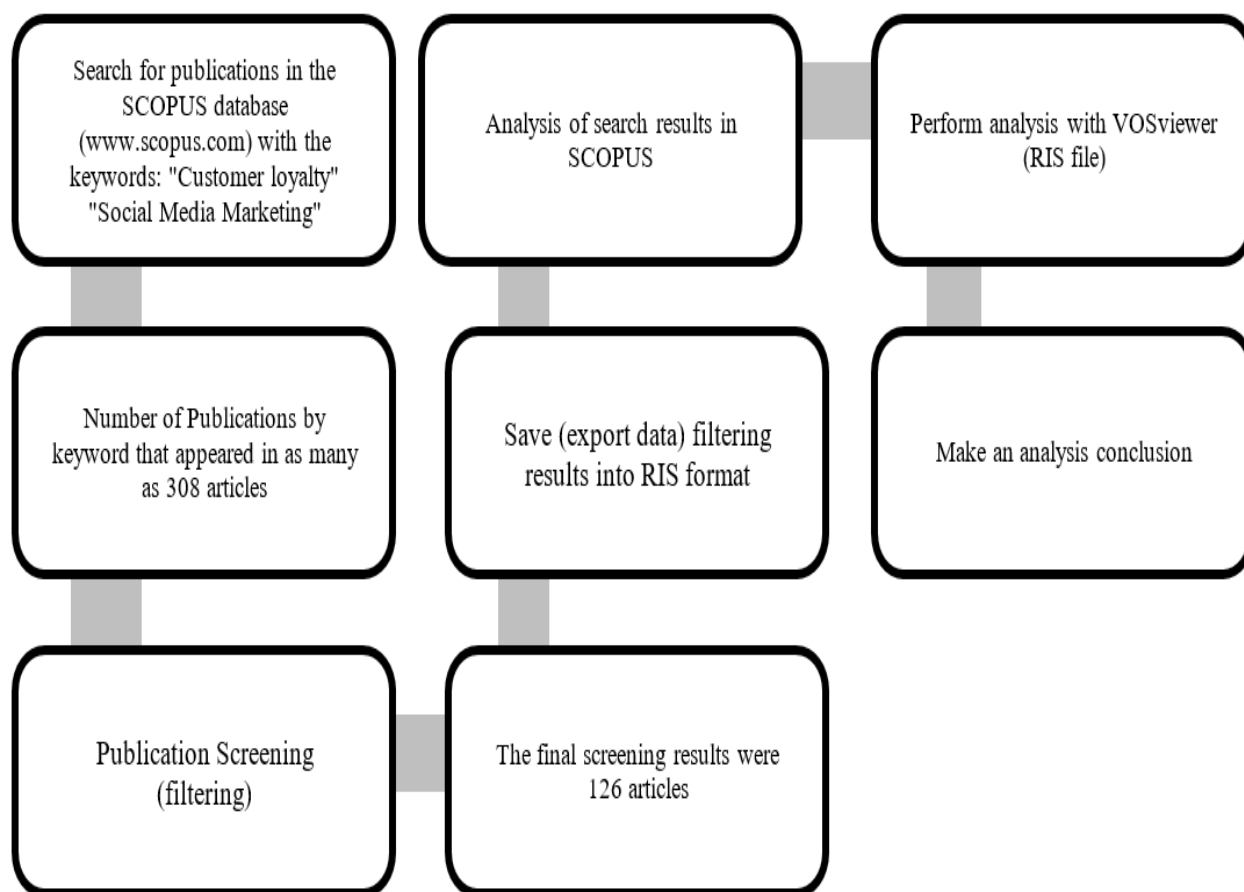 Search for publications in the
SCOPUS database
(www.scopus.com) with the
keywords: "Customer loyalty"
"Social Media Marketing"
Number of Publications by
keyword that appeared in as many
as 308 articles
Publication Screening
(filtering)
The final screening results were
126 articles
Save (export data) filtering
results into RIS format
Analysis of search results in
SCOPUS
Perform analysis with VOSviewer
(RIS file)
Make an analysis conclusion